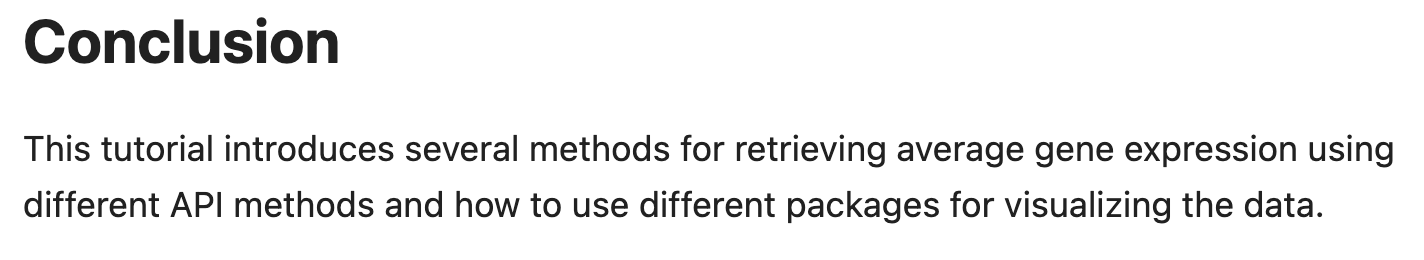 Conclusion
This tutorial introduces several methods for retrieving average gene expression using
different API methods and how to use different packages for visualizing the data.